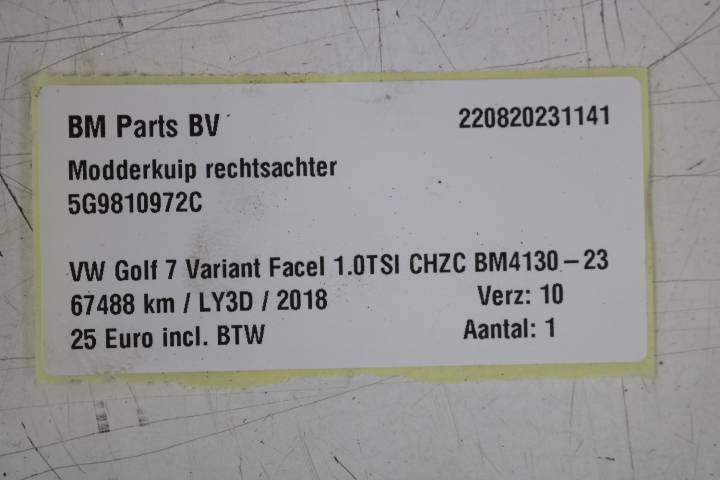 BM Parts BV 220820231141
Modderkuip rechtsachter
5G9810972C
VW Golf 7 Variant Facel 1.0TSI CHZC BM4130-23
67488 km / LY3D / 2018 Verz: 10
25 Euro incl. BTW Aantal: 1